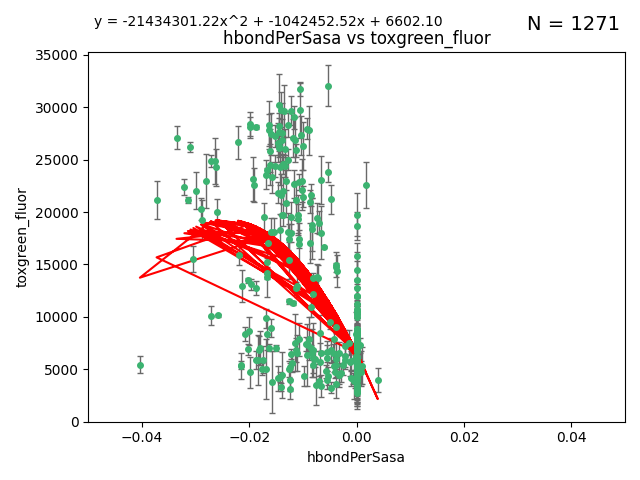 y = -21434301.22x^2 + -1042452.52x + 6602.10
N = 1271
hbondPerSasa vs toxgreen_fluor
35000
30000
25000
20000
15000
10000
5000
0
toxgreen_fluor
−0.04
−0.02
0.00
0.02
0.04
hbondPerSasa